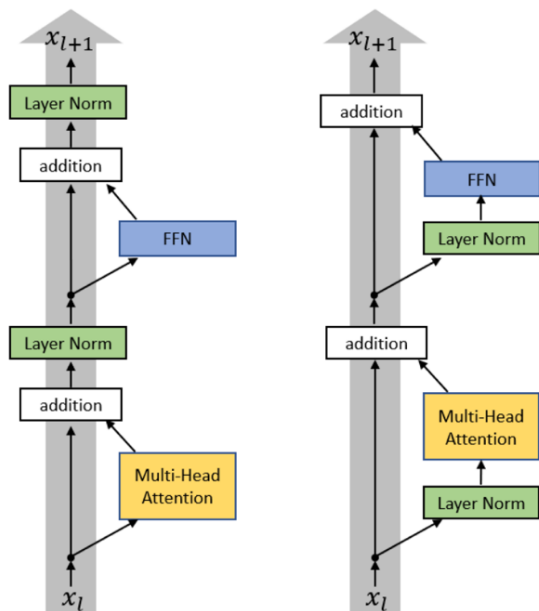 x_{l+1}
Layer Norm
addition
FFN
Layer Norm
addition
Multi-Head
Attention
x_l
x_{l+1}
addition
FFN
Layer Norm
addition
Multi-Head
Attention
Layer Norm
x_l